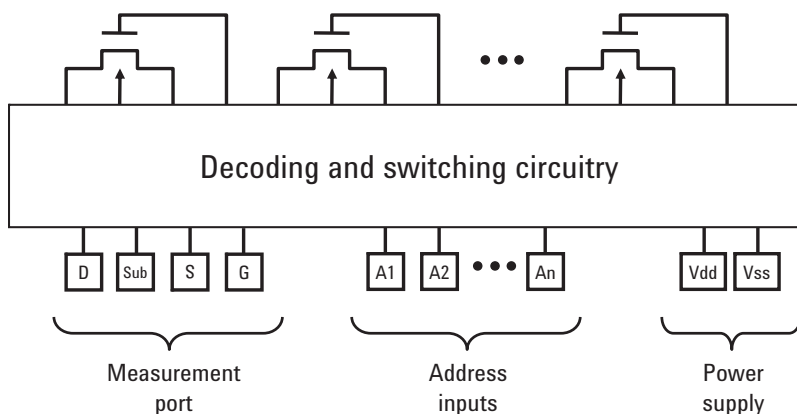 Decoding and switching circuitry
D Sub S G A1 A2 An Vdd Vss
Measurement
port
Address
inputs
Power
supply